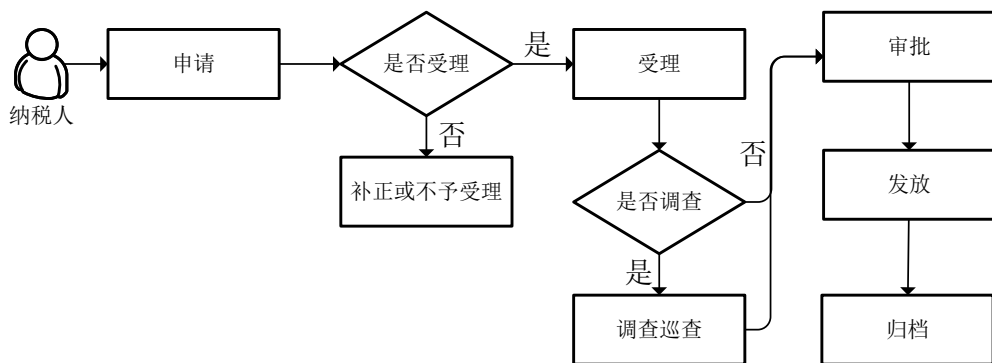 纳税人
申请
是否受理
是
否
补正或不予受理
受理
是否调查
否
是
调查巡查
审批
发放
归档